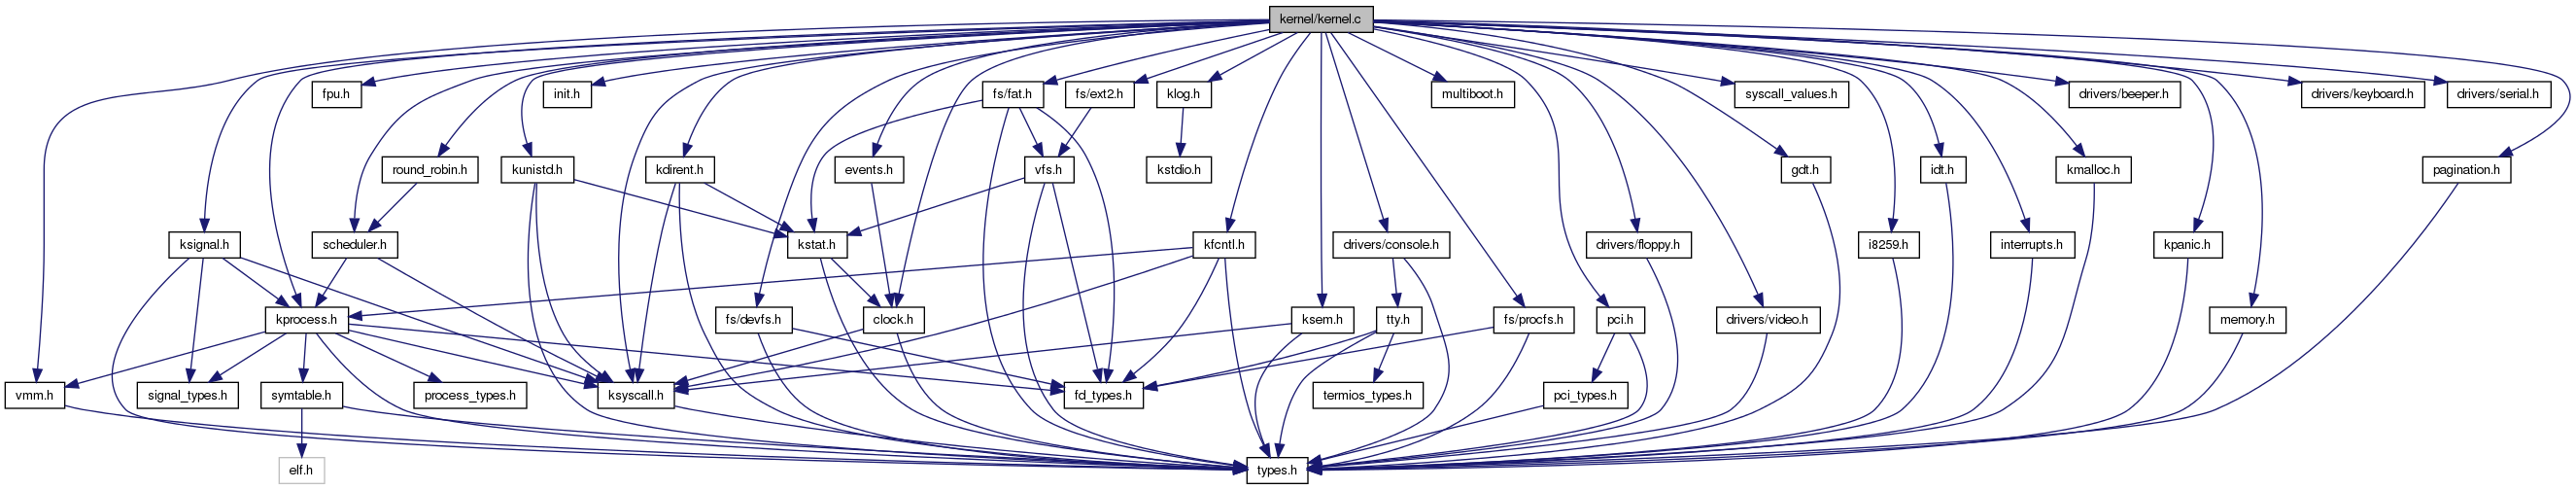 kernel/kernel.c
fpu.h
init.h
fs/fat.h
fs/ext2.h
klog.h
multiboot.h
syscall_values.h
drivers/beeper.h
drivers/keyboard.h
drivers/serial.h
round_robin.h
kunistd.h
kdirent.h
events.h
vfs.h
kstdio.h
gdt.h
idt.h
kmalloc.h
pagination.h
ksignal.h
scheduler.h
kstat.h
kfcntl.h
drivers/console.h
drivers/floppy.h
i8259.h
interrupts.h
kpanic.h
kprocess.h
fs/devfs.h
clock.h
ksem.h
tty.h
fs/procfs.h
pci.h
drivers/video.h
memory.h
vmm.h
signal_types.h
symtable.h
process_types.h
ksyscall.h
fd_types.h
termios_types.h
pci_types.h
elf.h
types.h